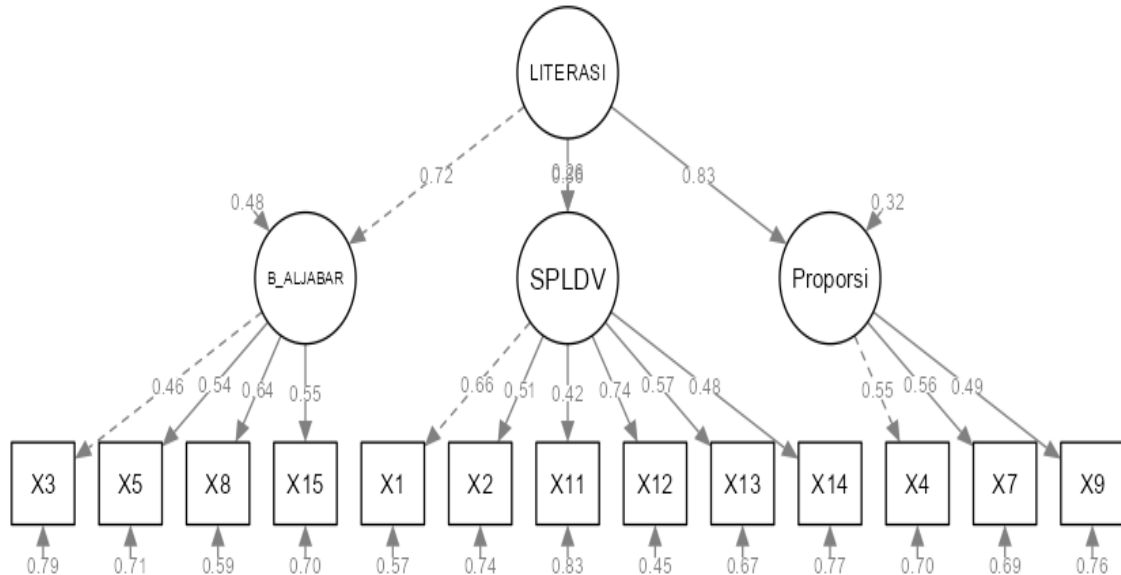 LITERASI
0.72
0.83
0.48
0.32
B_ALJABAR
SPLDV
Proporsi
0.46
0.54
0.64
0.55
0.66
0.51
0.42
0.74
0.57
0.48
0.55
0.56
0.49
X3
X5
X8
X15
X1
X2
X11
X12
X13
X14
X4
X7
X9
0.79
0.71
0.59
0.70
0.57
0.74
0.83
0.45
0.67
0.77
0.70
0.69
0.76